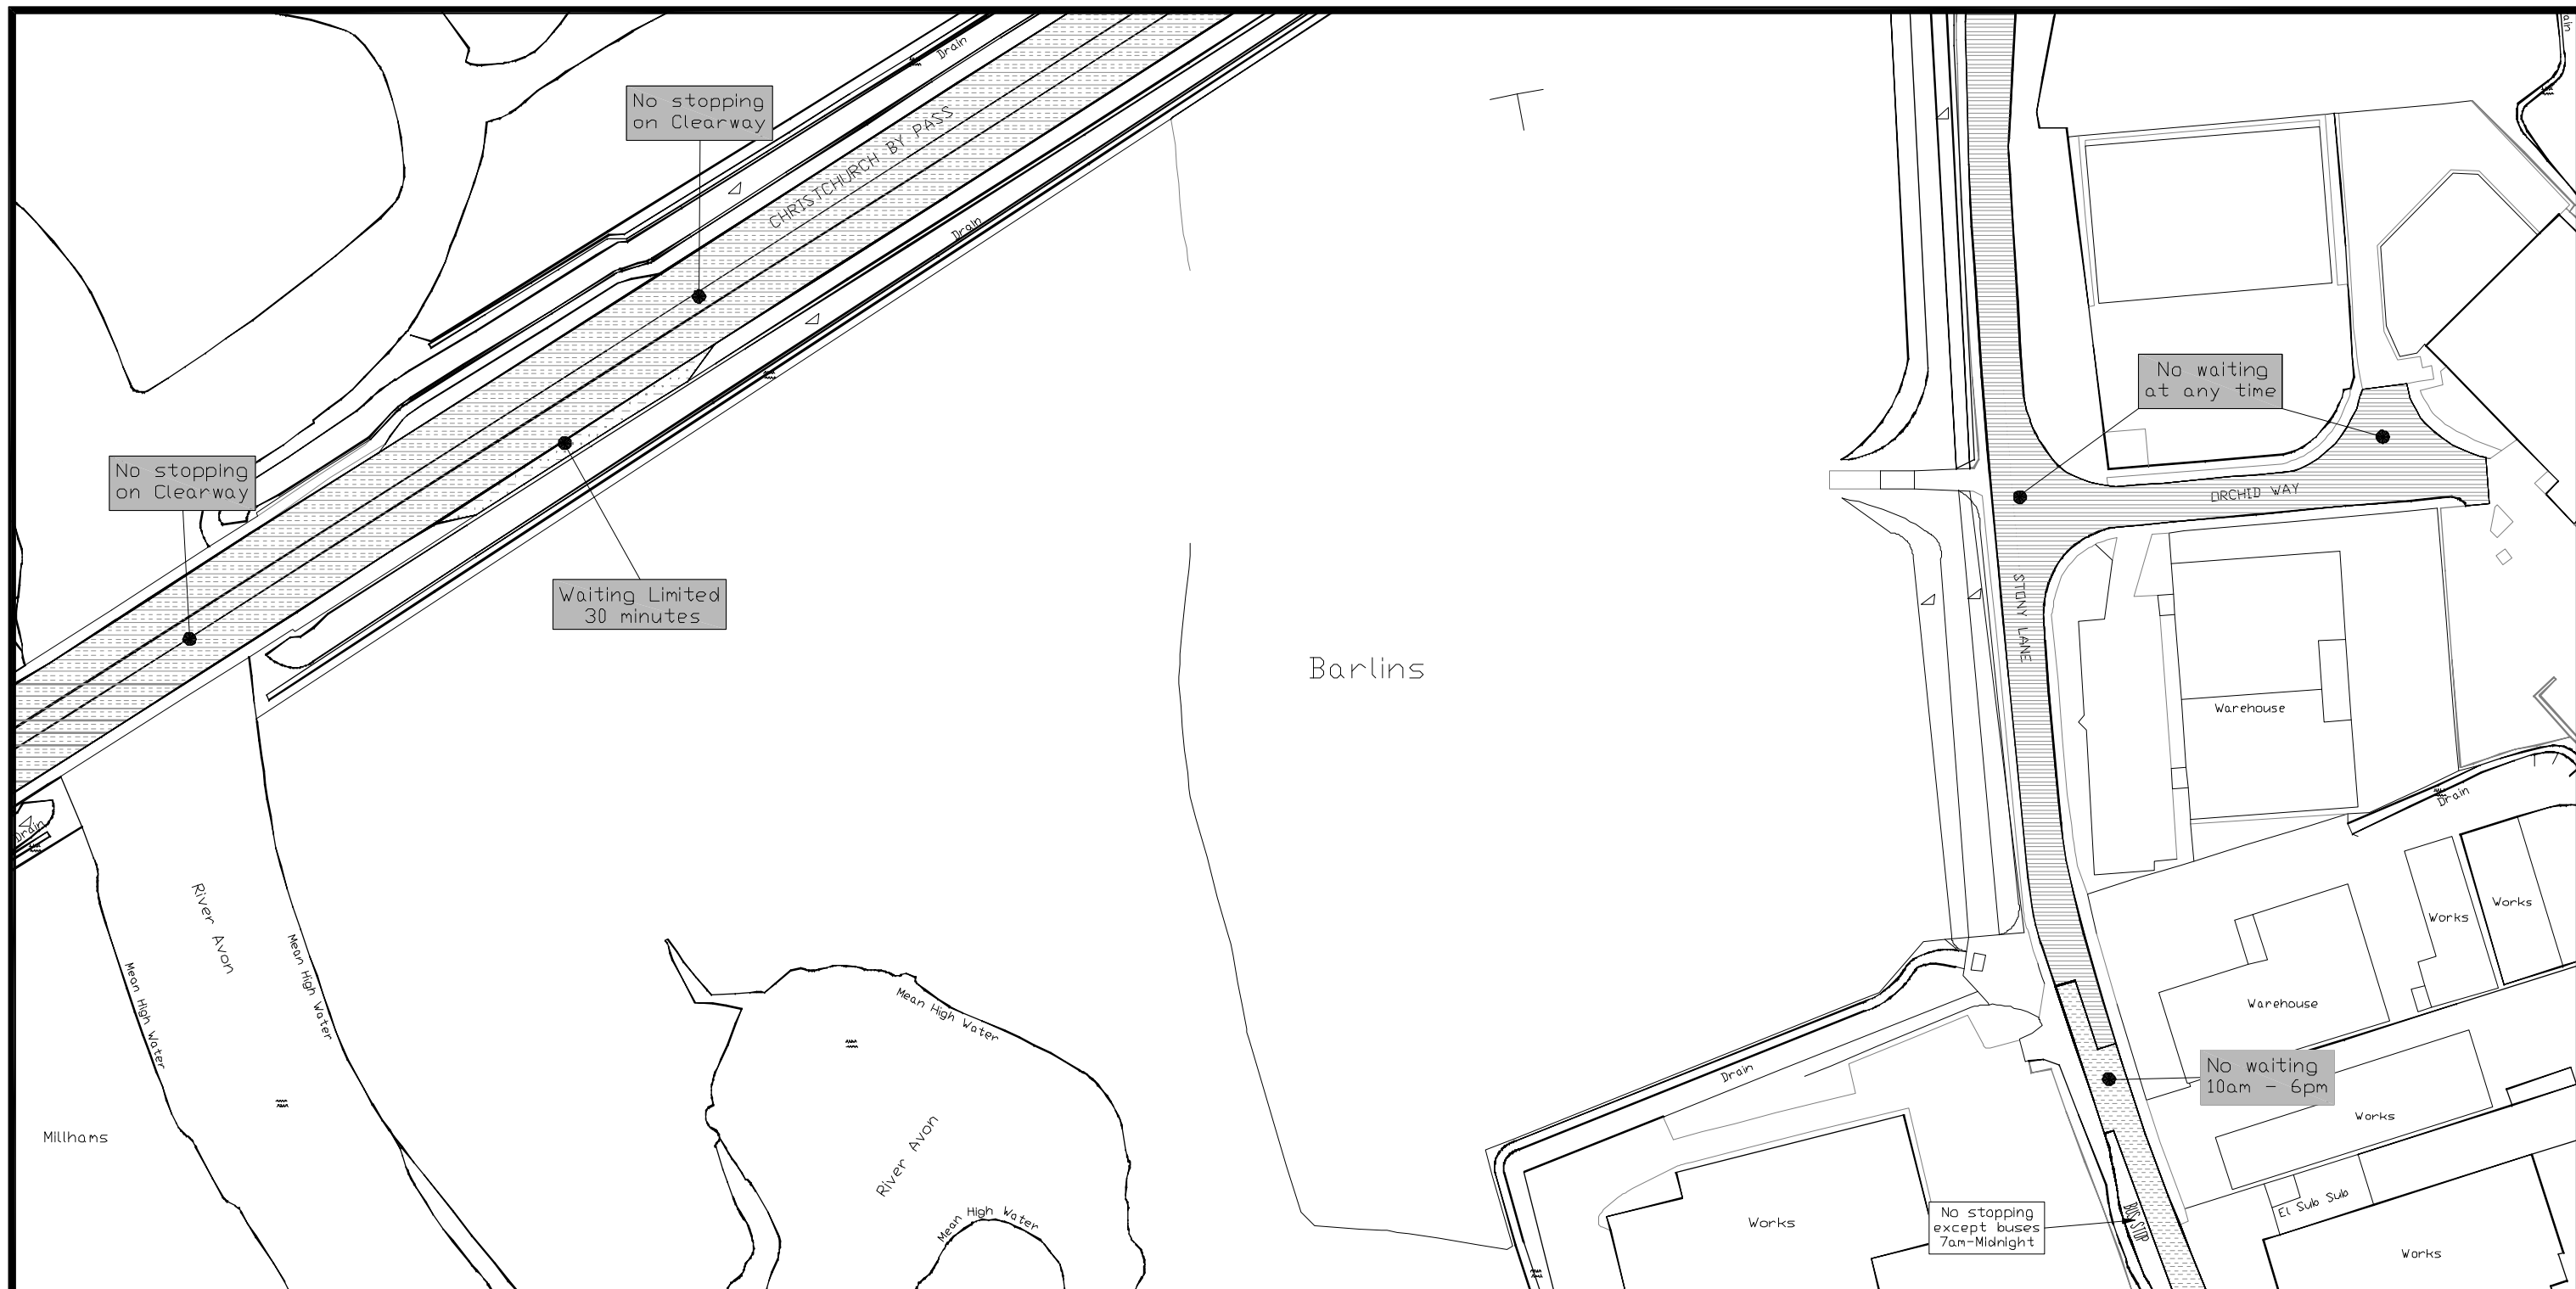 Drain
ain
No stopping
on Clearway
CHRISTCHURCH BY PASS
Drain
No waiting
at any time
No stopping
on Clearway
ORCHID WAY
Waiting Limited
30 minutes
STONY LANE
Barlins
Warehouse
Drain
Drain
River Avon
Mean High Water
Mean High Water
Works
Works
Mean High Water
Warehouse
Drain
No waiting
10am - 6pm
Millhams
River Avon
Works
Mean High Water
El Sub Sub
No stopping
except buses
7am-Midnight
BUS STOP
Works
Works